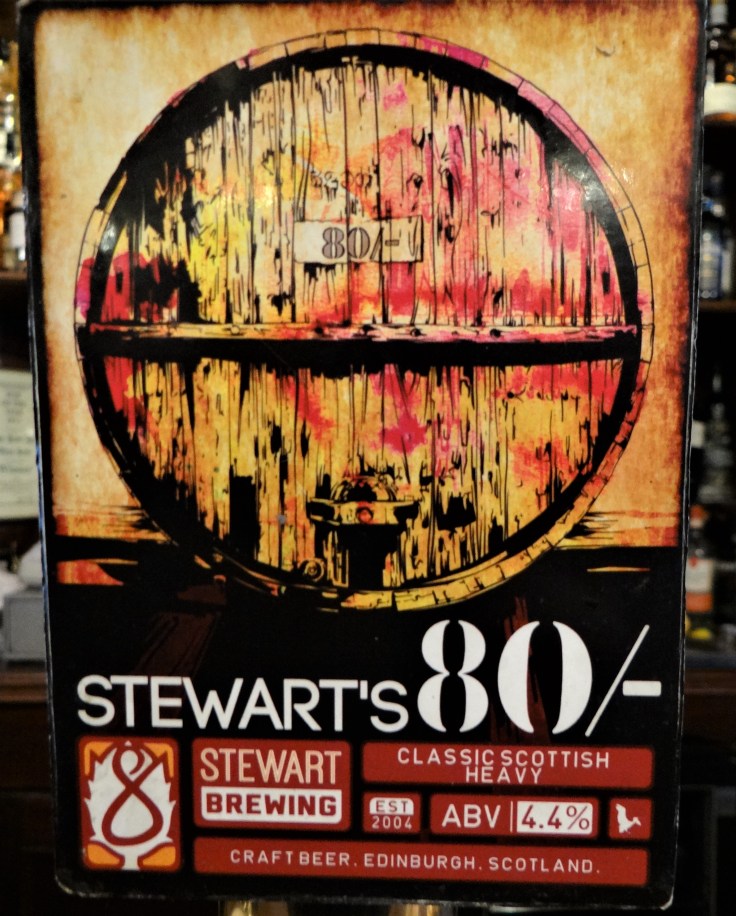 80/-
STEWART'S 80/-
STEWART
BREWING
CLASSIC SCOTTISH
HEAVY
EST
2004
ABV 4.4%
CRAFT BEER. EDINBURGH. SCOTLAND.